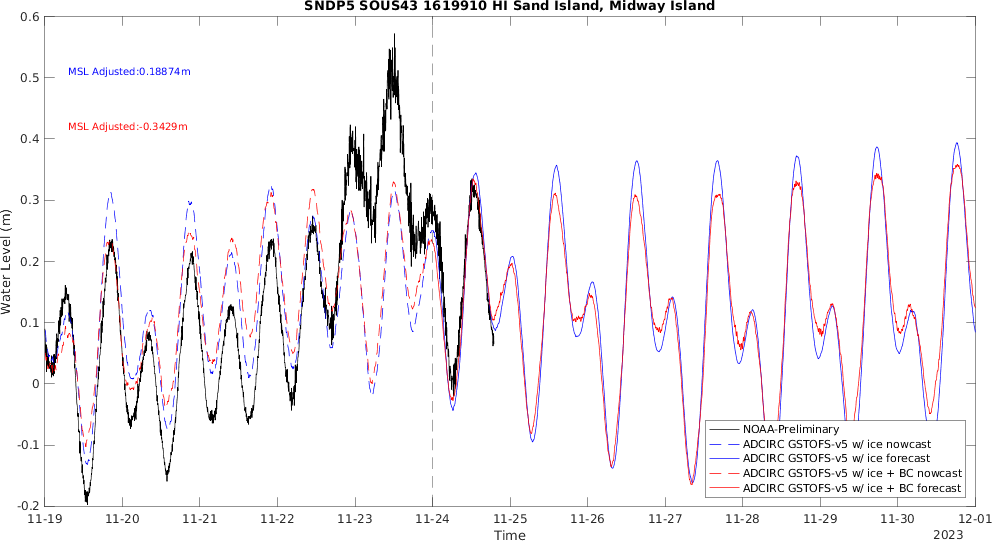 SNDP5 SOUS43 1619910 HI Sand Island, Midway Island
0.6
0.5
0.4
0.3
0.2
0.1
0
-0.1
-0.2
Water Level (m)
MSL Adjusted:0.18874m
MSL Adjusted:-0.3429m
NOAA-Preliminary
ADCIRC GSTOFS-v5 w/ ice nowcast
ADCIRC GSTOFS-v5 w/ ice forecast
ADCIRC GSTOFS-v5 w/ ice + BC nowcast
ADCIRC GSTOFS-v5 w/ ice + BC forecast
11-19 11-20 11-21 11-22 11-23 11-24 11-25 11-26 11-27 11-28 11-29 11-30 12-01
Time
2023